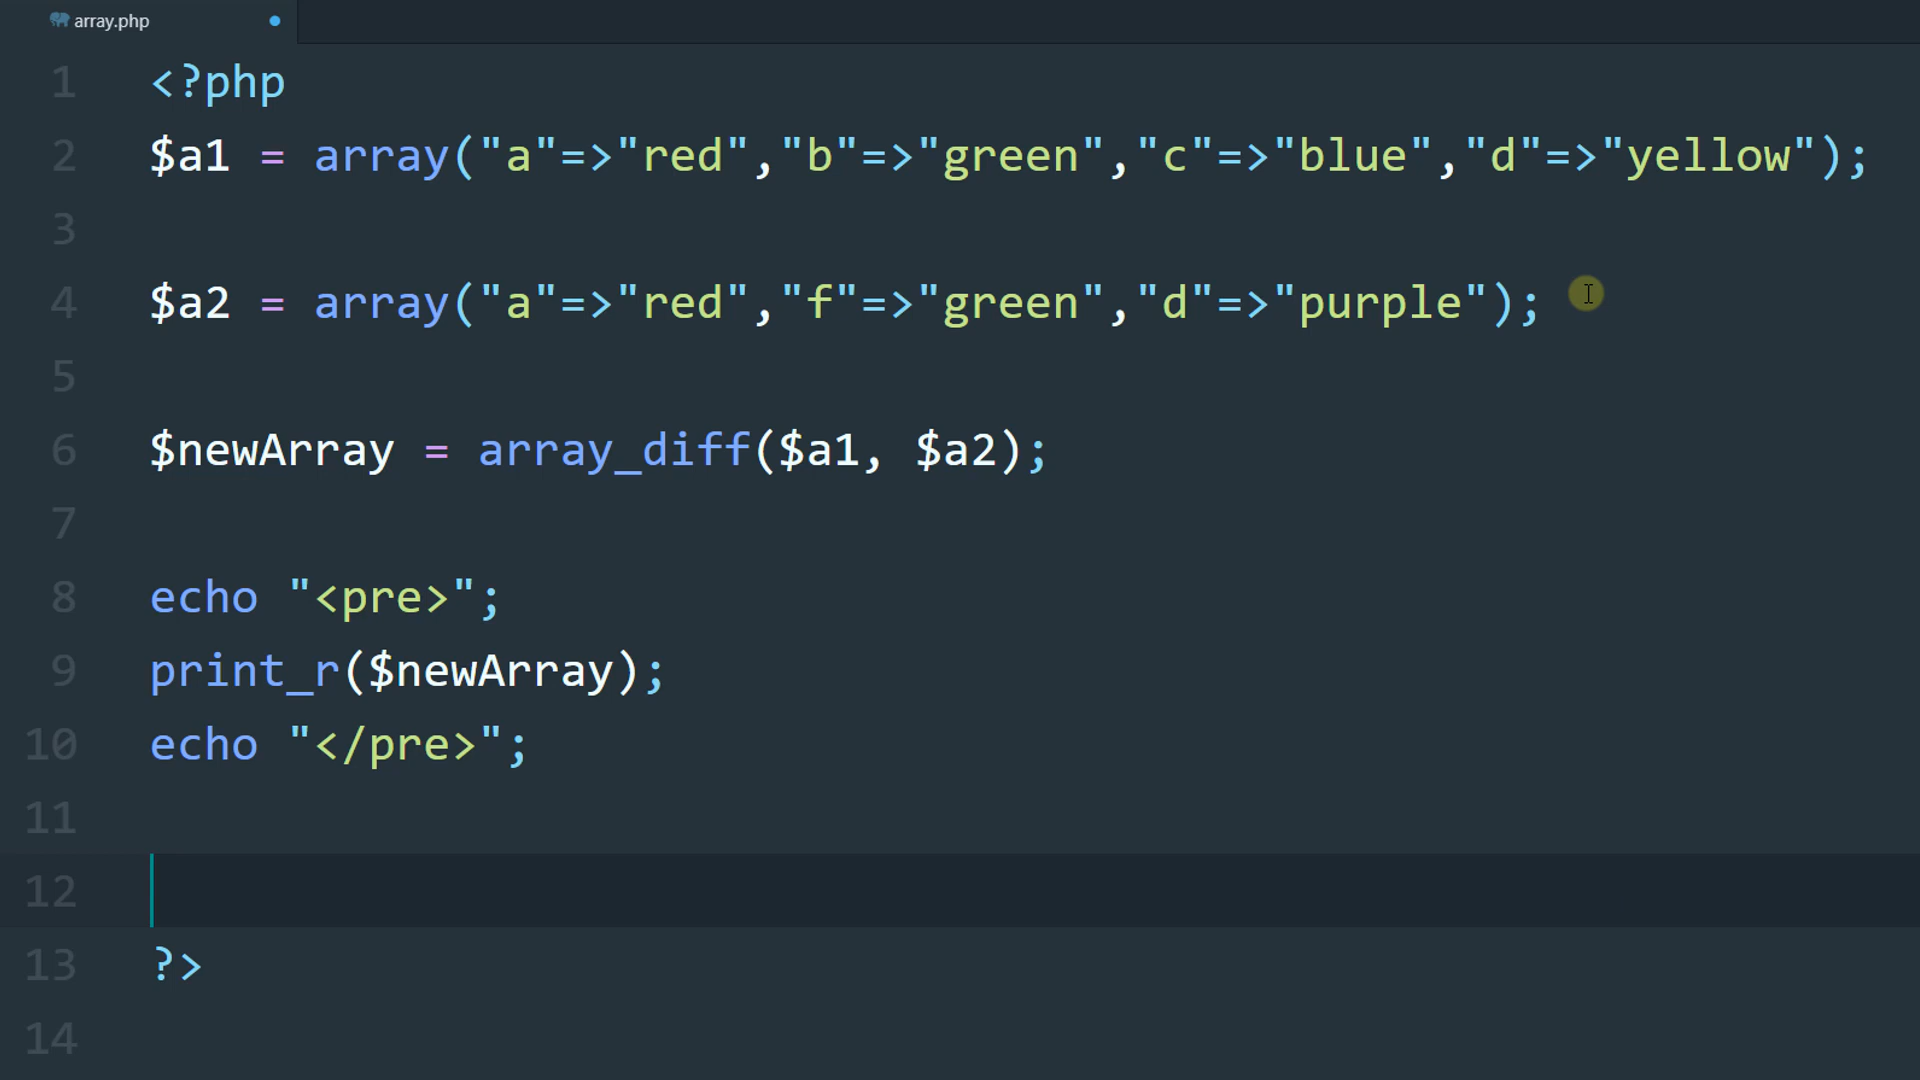 array.php
1 <?php
2 $a1 = array("a"=>"red","b"=>"green","c"=>"blue","d"=>"yellow");
3
4 $a2 = array("a"=>"red","f"=>"green","d"=>"purple");
5
6 $newArray = array_diff($a1, $a2);
7
8 echo "<pre>";
9 print_r($newArray);
10 echo "</pre>";
11
12
13 ?>
14